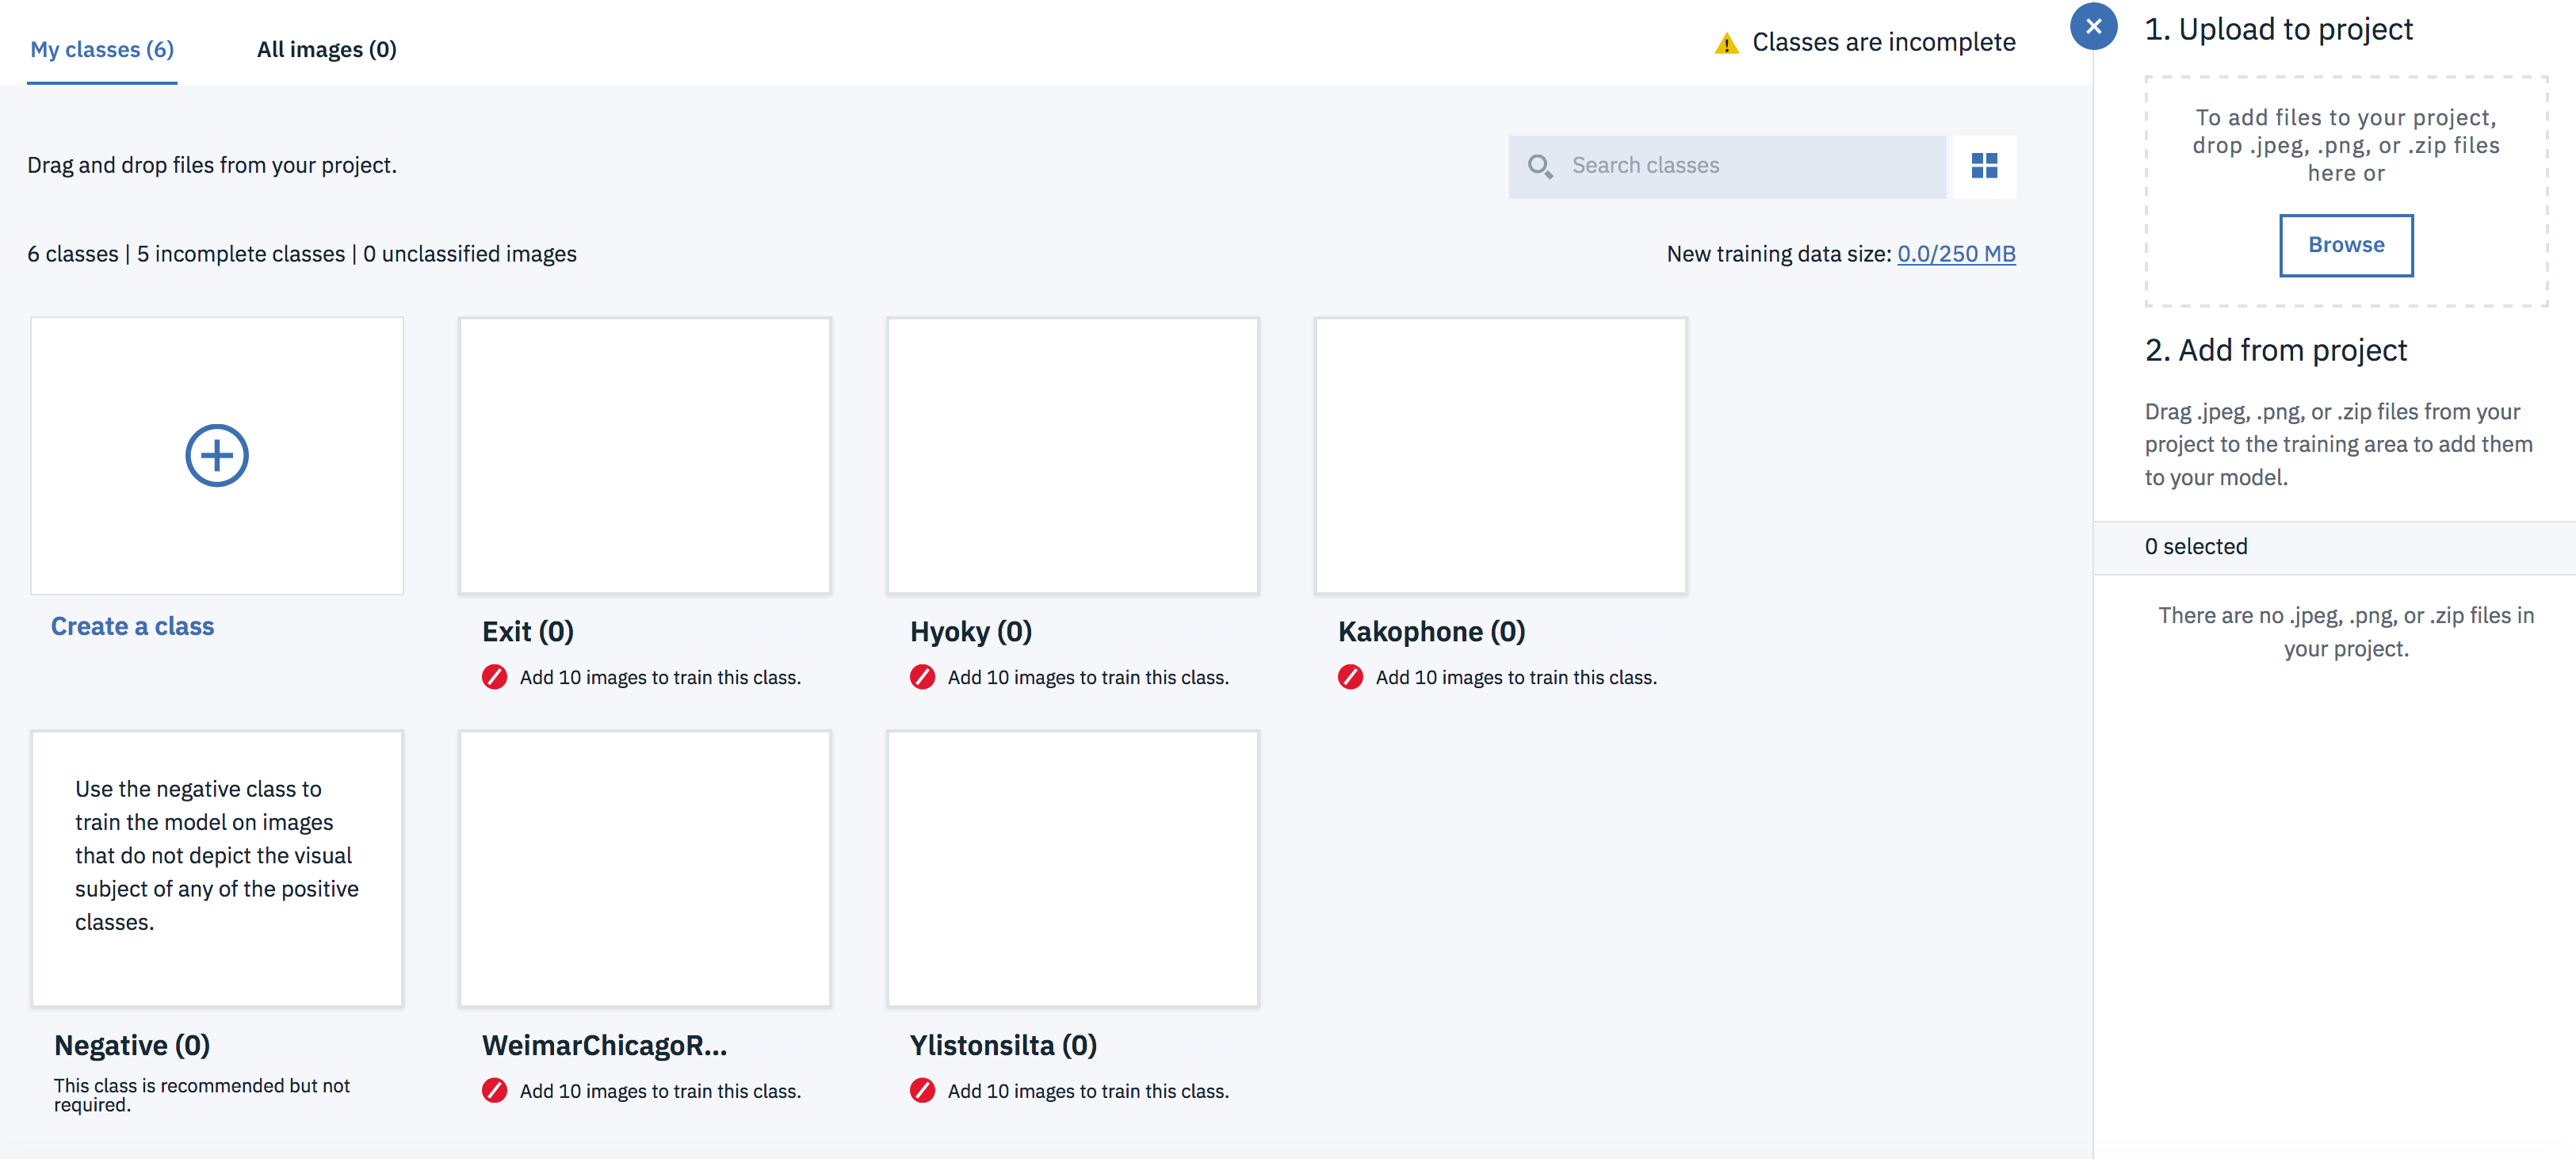 My classes (6)
All images (0)
Classes are incomplete
Drag and drop files from your project.
Search classes
6 classes | 5 incomplete classes | 0 unclassified images
New training data size: 0.0/250 MB
Create a class
Exit (0)
Add 10 images to train this class.
Hyoky (0)
Add 10 images to train this class.
Kakophone (0)
Add 10 images to train this class.
Use the negative class to
train the model on images
that do not depict the visual
subject of any of the positive
classes.
Negative (0)
This class is recommended but not
required.
WeimarChicagoR...
Add 10 images to train this class.
Ylistonsilta (0)
Add 10 images to train this class.
1. Upload to project
To add files to your project,
drop .jpeg, .png, or .zip files
here or
Browse
2. Add from project
Drag .jpeg, .png, or .zip files from your
project to the training area to add them
to your model.
0 selected
There are no .jpeg, .png, or .zip files in
your project.